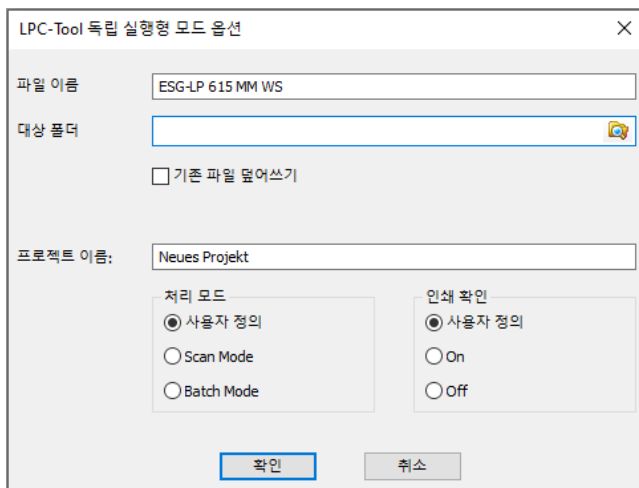 LPC-Tool 독립 실행형 모드 옵션
파일 이름 ESG-LP 615 MM WS
대상 폴더
기존 파일 덮어쓰기
프로젝트 이름: Neues Projekt
처리 모드 인쇄 확인
사용자 정의 사용자 정의
Scan Mode On
Batch Mode Off
확인 취소